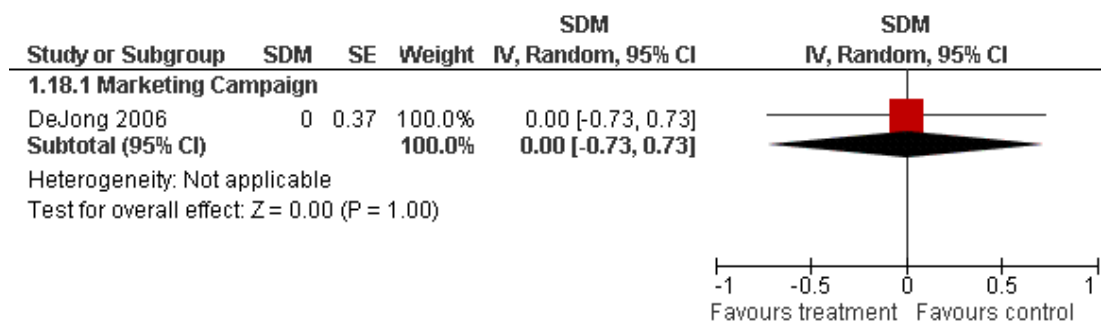 SDM SDM
Study or Subgroup SDM SE Weight IV, Random, 95% CI IV, Random, 95% CI
1.18.1 Marketing Campaign
DeJong 2006 0 0.37 100.0% 0.00 [-0.73, 0.73]
Subtotal (95% CI) 100.0% 0.00 [-0.73, 0.73]
Heterogeneity: Not applicable
Test for overall effect: Z = 0.00 (P = 1.00)
-1 -0.5 0 0.5 1
Favours treatment Favours control